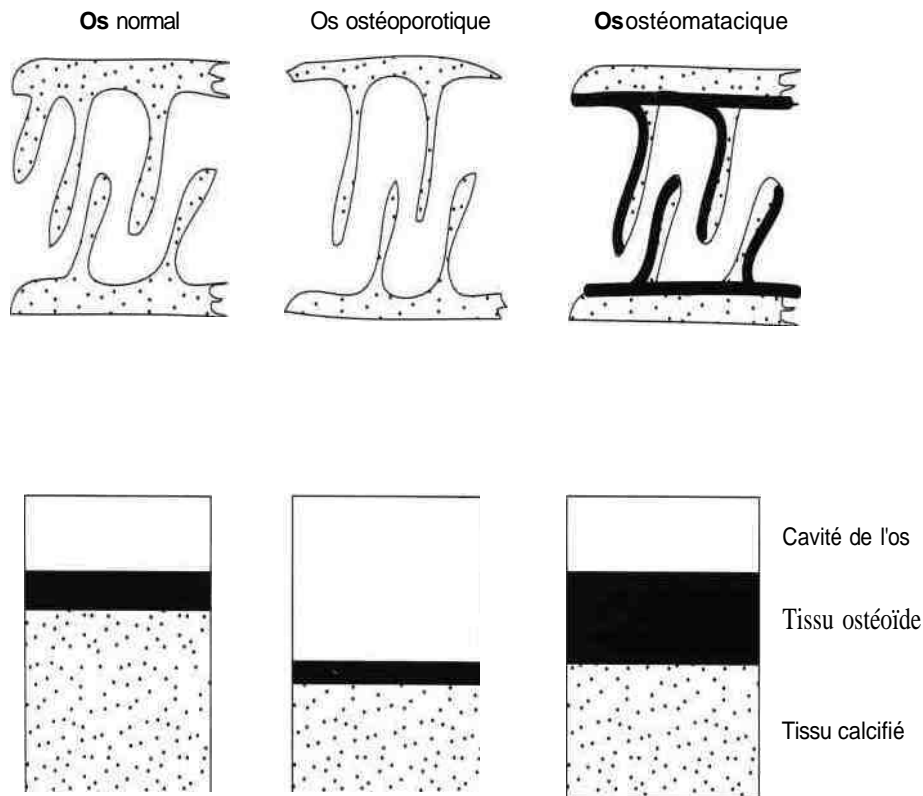 Os normal
Os ostéoporotique
Os ostéomatacique
Cavité de l'os
Tissu ostéoïde
Tissu calcifié